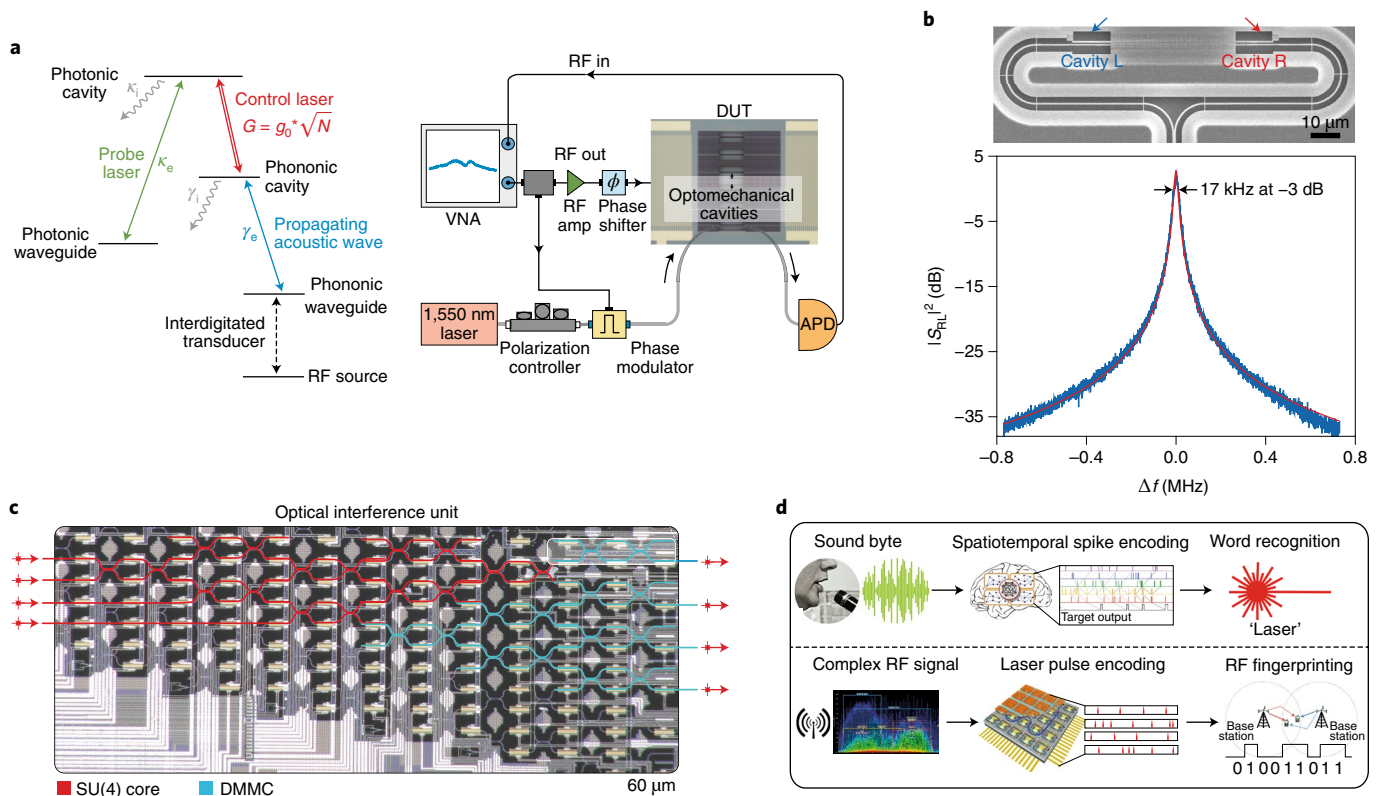 a
Photonic
cavity
κi
Control laser
G = g0* √N
Probe
laser
κe
Phononic
cavity
γi
Photonic
waveguide
γe
Propagating
acoustic wave
Phononic
waveguide
Interdigitated
transducer
RF source
RF in
VNA
RF out
RF
amp
ϕ
Phase
shifter
DUT
Optomechanical
cavities
1,550 nm
laser
Polarization
controller
Phase
modulator
APD
b
Cavity L
Cavity R
10 µm
5
−5
−15
−25
−35
|SRL|² (dB)
17 kHz at −3 dB
−0.8
−0.4
0.0
0.4
0.8
Δf (MHz)
c
Optical interference unit
SU(4) core
DMMC
60 µm
d
Sound byte
Spatiotemporal spike encoding
Word recognition
Target output
'Laser'
Complex RF signal
Laser pulse encoding
RF fingerprinting
Base
station
Base
station
0 1 0 0 1 1 0 1 1